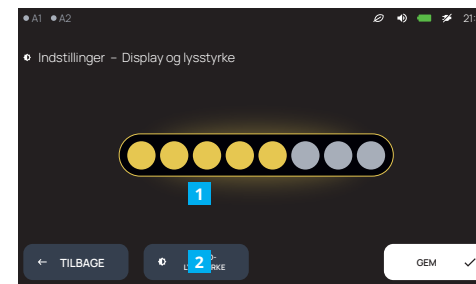 A1 A2 21:
Indstillinger – Display og lysstyrke
1
TILBAGE
2
GEM